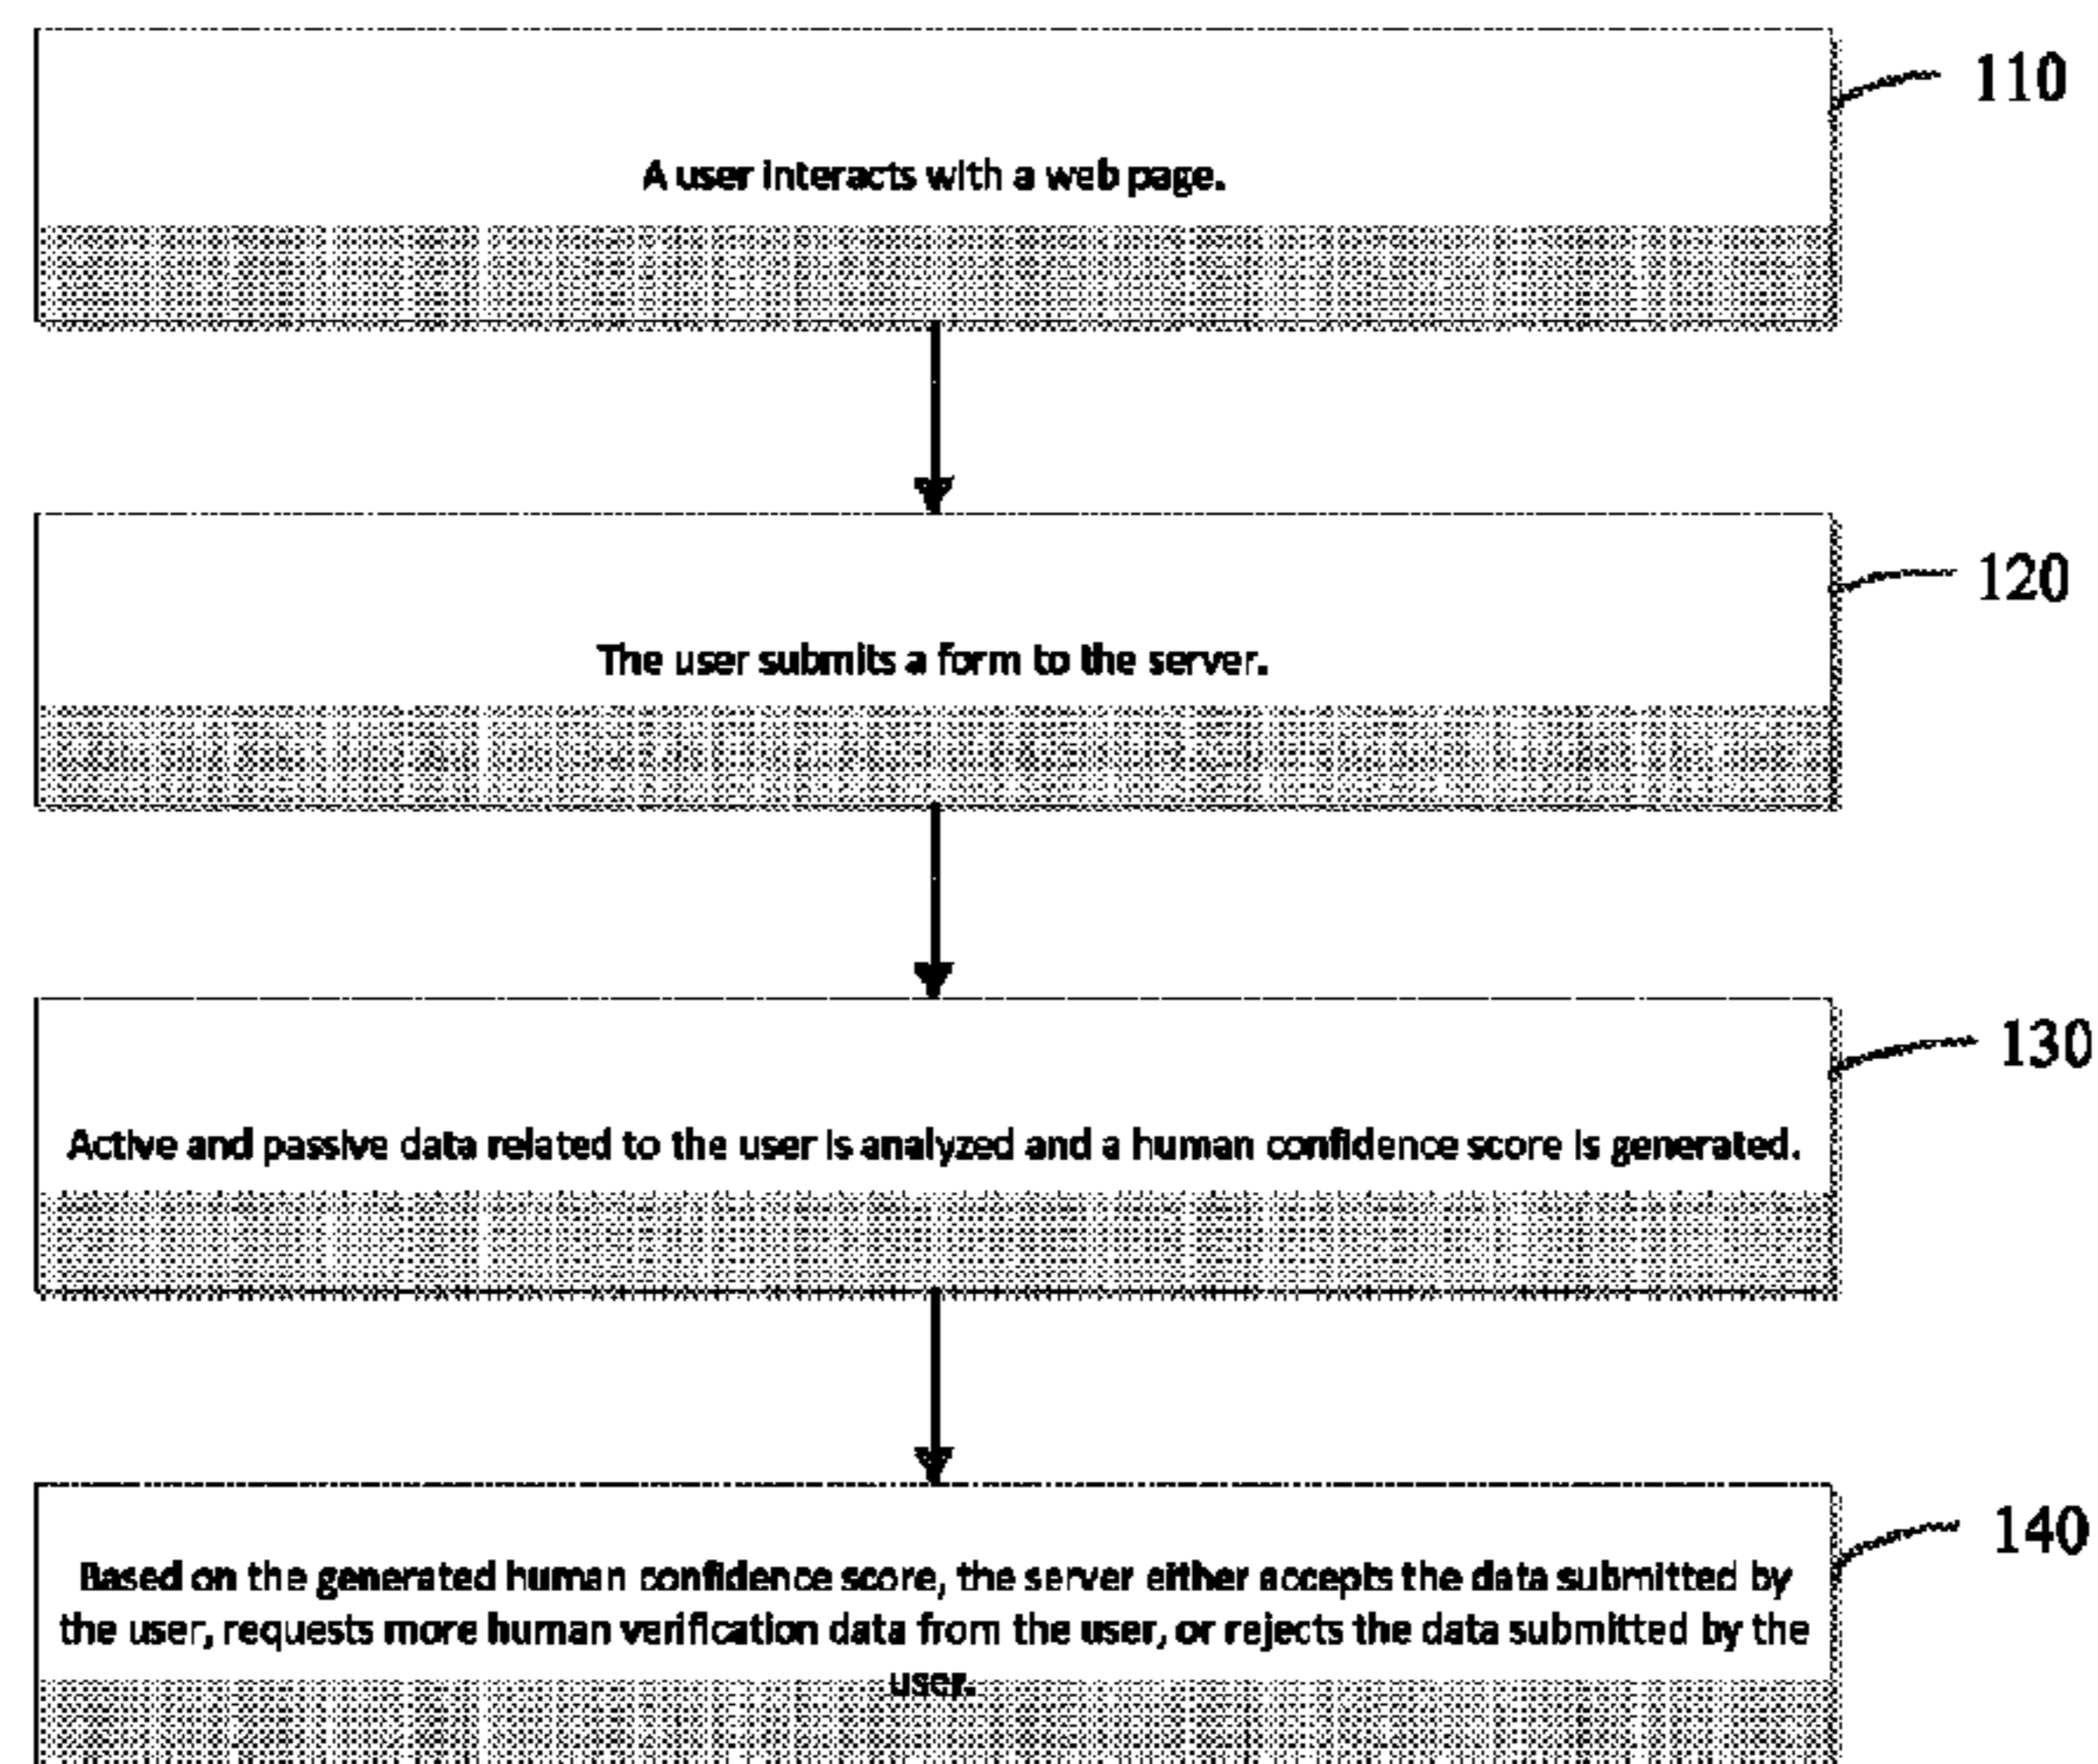 110
A user interacts with a web page.
120
The user submits a form to the server.
130
Active and passive data related to the user is analyzed and a human confidence score is generated.
140
Based on the generated human confidence score, the server either accepts the data submitted by
the user, requests more human verification data from the user, or rejects the data submitted by the
user.